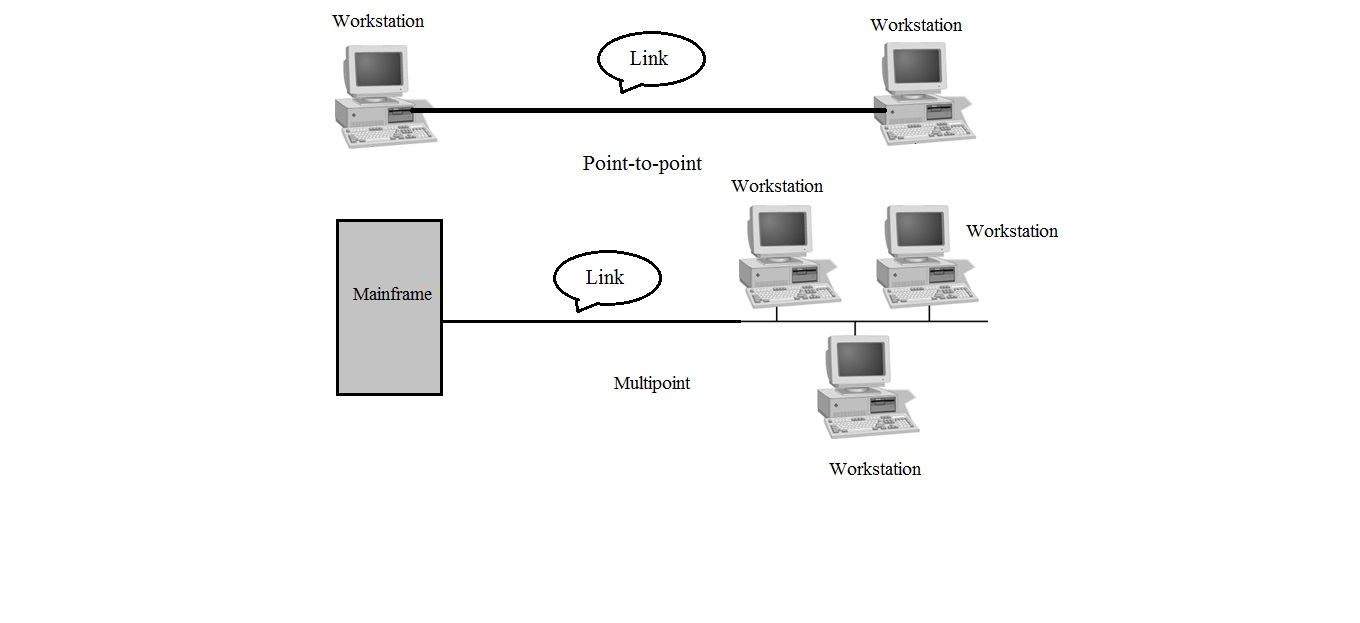 Workstation
Workstation
Link
Point-to-point
Workstation
Workstation
Link
Mainframe
Multipoint
Workstation